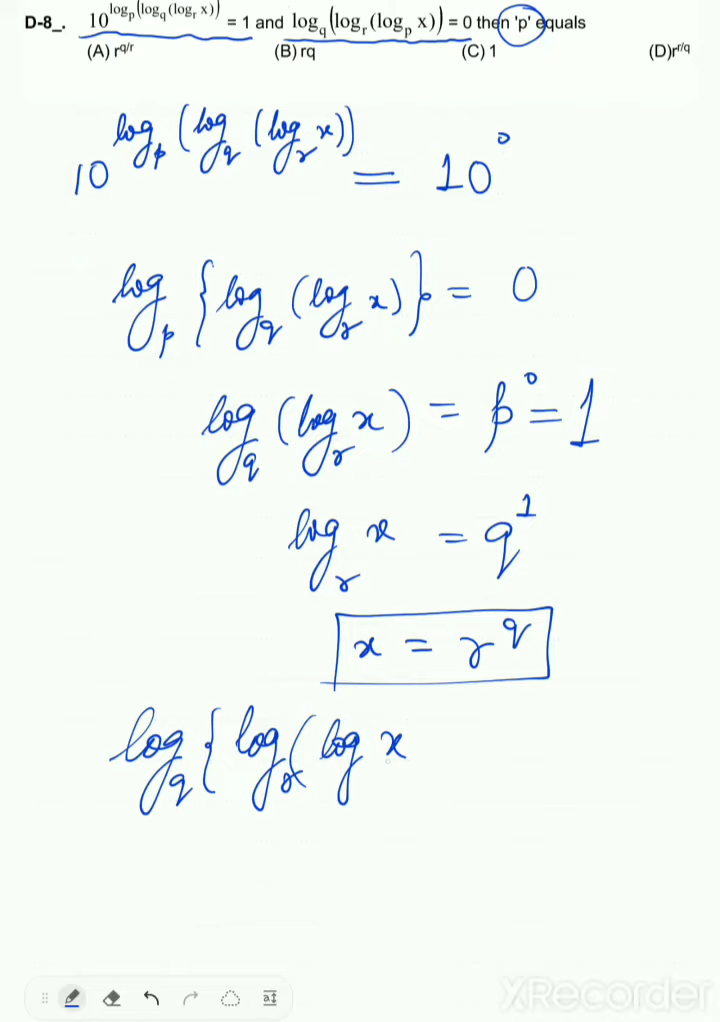 D-8_. 10^log_p(log_q(log_r x)) = 1 and log_q(log_r(log_p x)) = 0 then 'p' equals
(A) r^q/r (B) rq (C) 1 (D) r^r/q
10^log_p (log_q (log_r x)) = 10^0
log_p {log_q (log_r x)} = 0
log_q (log_r x) = p^0 = 1
log_r x = q^1
x = r^q
log_q { log_r ( log x
XRecorder